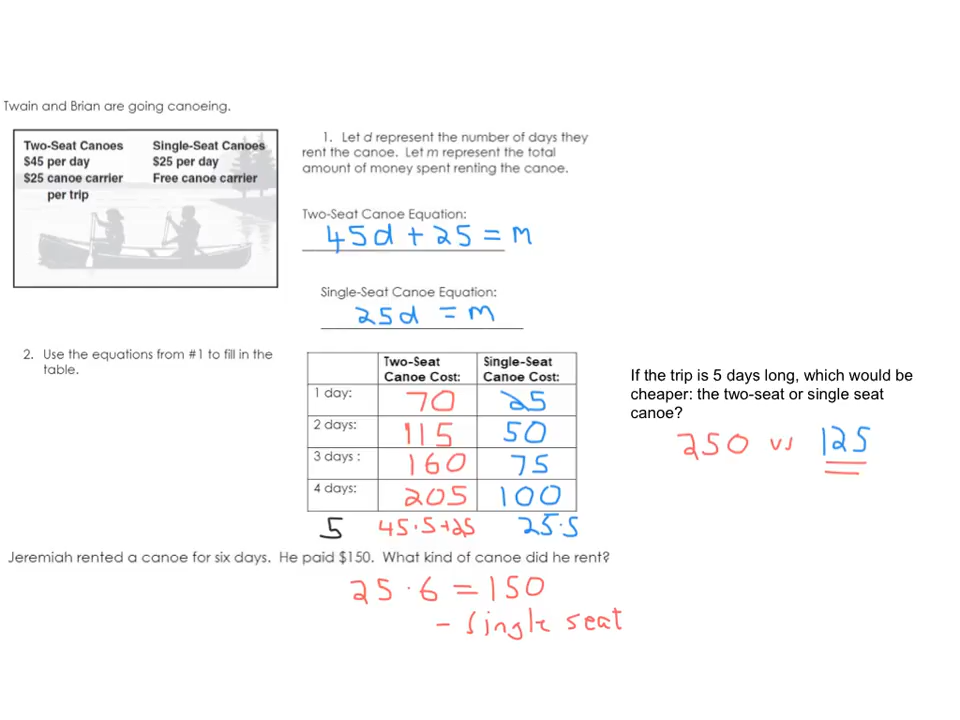 Twain and Brian are going canoeing.
Two-Seat Canoes
$45 per day
$25 canoe carrier
per trip
Single-Seat Canoes
$25 per day
Free canoe carrier
1. Let d represent the number of days they
rent the canoe. Let m represent the total
amount of money spent renting the canoe.
Two-Seat Canoe Equation:
45d + 25 = m
Single-Seat Canoe Equation:
25d = m
2. Use the equations from #1 to fill in the
table.
Two-Seat Canoe Cost: Single-Seat Canoe Cost:
1 day: 70 25
2 days: 115 50
3 days : 160 75
4 days: 205 100
5 45·5+25 25·5
If the trip is 5 days long, which would be
cheaper: the two-seat or single seat
canoe?
250 vs 125
Jeremiah rented a canoe for six days. He paid $150. What kind of canoe did he rent?
25 · 6 = 150
- single seat